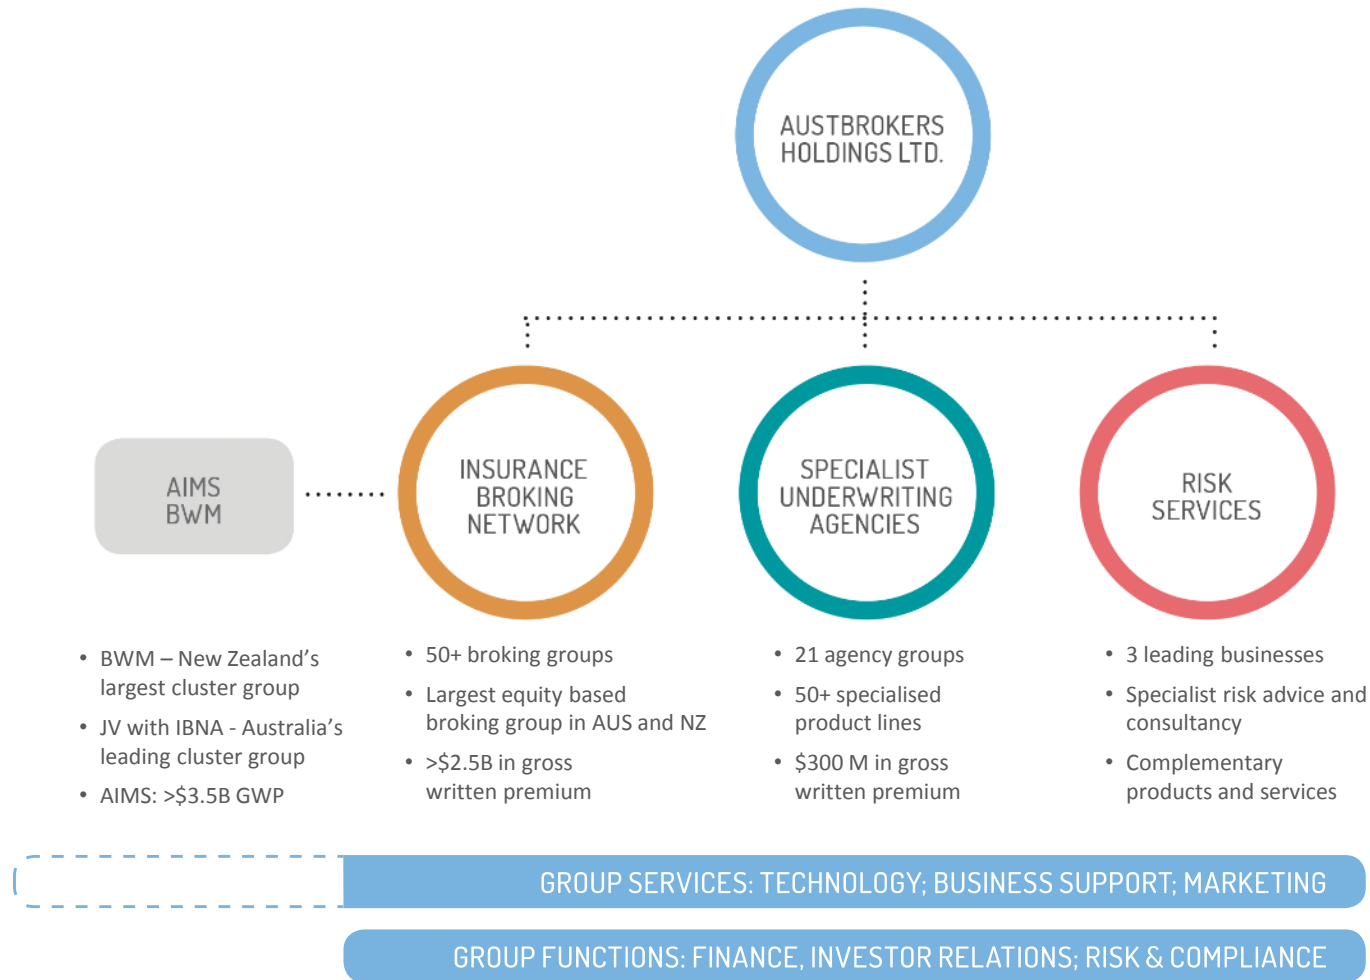 AUSTBROKERS
HOLDINGS LTD.
AIMS
BWM
INSURANCE
BROKING
NETWORK
SPECIALIST
UNDERWRITING
AGENCIES
RISK
SERVICES
• BWM – New Zealand's
largest cluster group
• JV with IBNA - Australia's
leading cluster group
• AIMS: >$3.5B GWP
• 50+ broking groups
• Largest equity based
broking group in AUS and NZ
• >$2.5B in gross
written premium
• 21 agency groups
• 50+ specialised
product lines
• $300 M in gross
written premium
• 3 leading businesses
• Specialist risk advice and
consultancy
• Complementary
products and services
GROUP SERVICES: TECHNOLOGY; BUSINESS SUPPORT; MARKETING
GROUP FUNCTIONS: FINANCE, INVESTOR RELATIONS; RISK & COMPLIANCE